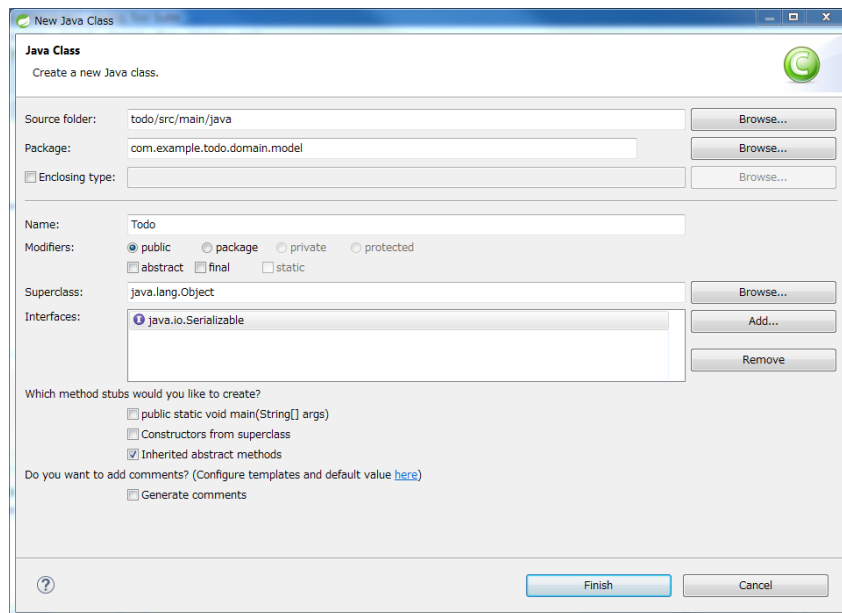 New Java Class
Java Class
Create a new Java class.
Source folder: todo/src/main/java Browse...
Package: com.example.todo.domain.model Browse...
Enclosing type: Browse...
Name: Todo
Modifiers: public package private protected
abstract final static
Superclass: java.lang.Object Browse...
Interfaces: java.io.Serializable Add...
Remove
Which method stubs would you like to create?
public static void main(String[] args)
Constructors from superclass
Inherited abstract methods
Do you want to add comments? (Configure templates and default value here)
Generate comments
Finish Cancel